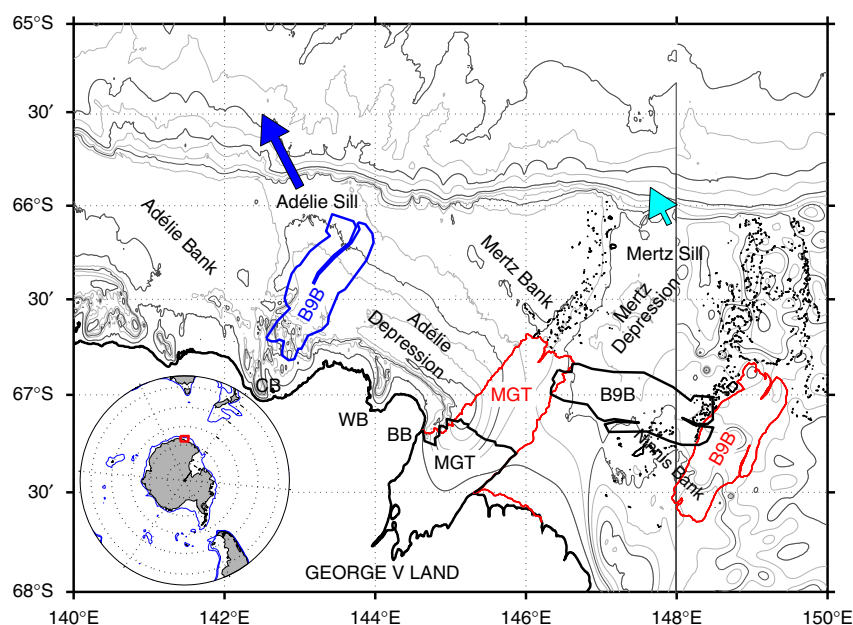 65°S
30′
66°S
30′
67°S
30′
68°S
140°E
142°E
144°E
146°E
148°E
150°E
Adélie Sill
Adélie Bank
Mertz Bank
Mertz Sill
Mertz
Depression
B9B
Adélie
Depression
CB
WB
BB
MGT
MGT
B9B
B9B
Ninnis Bank
GEORGE V LAND